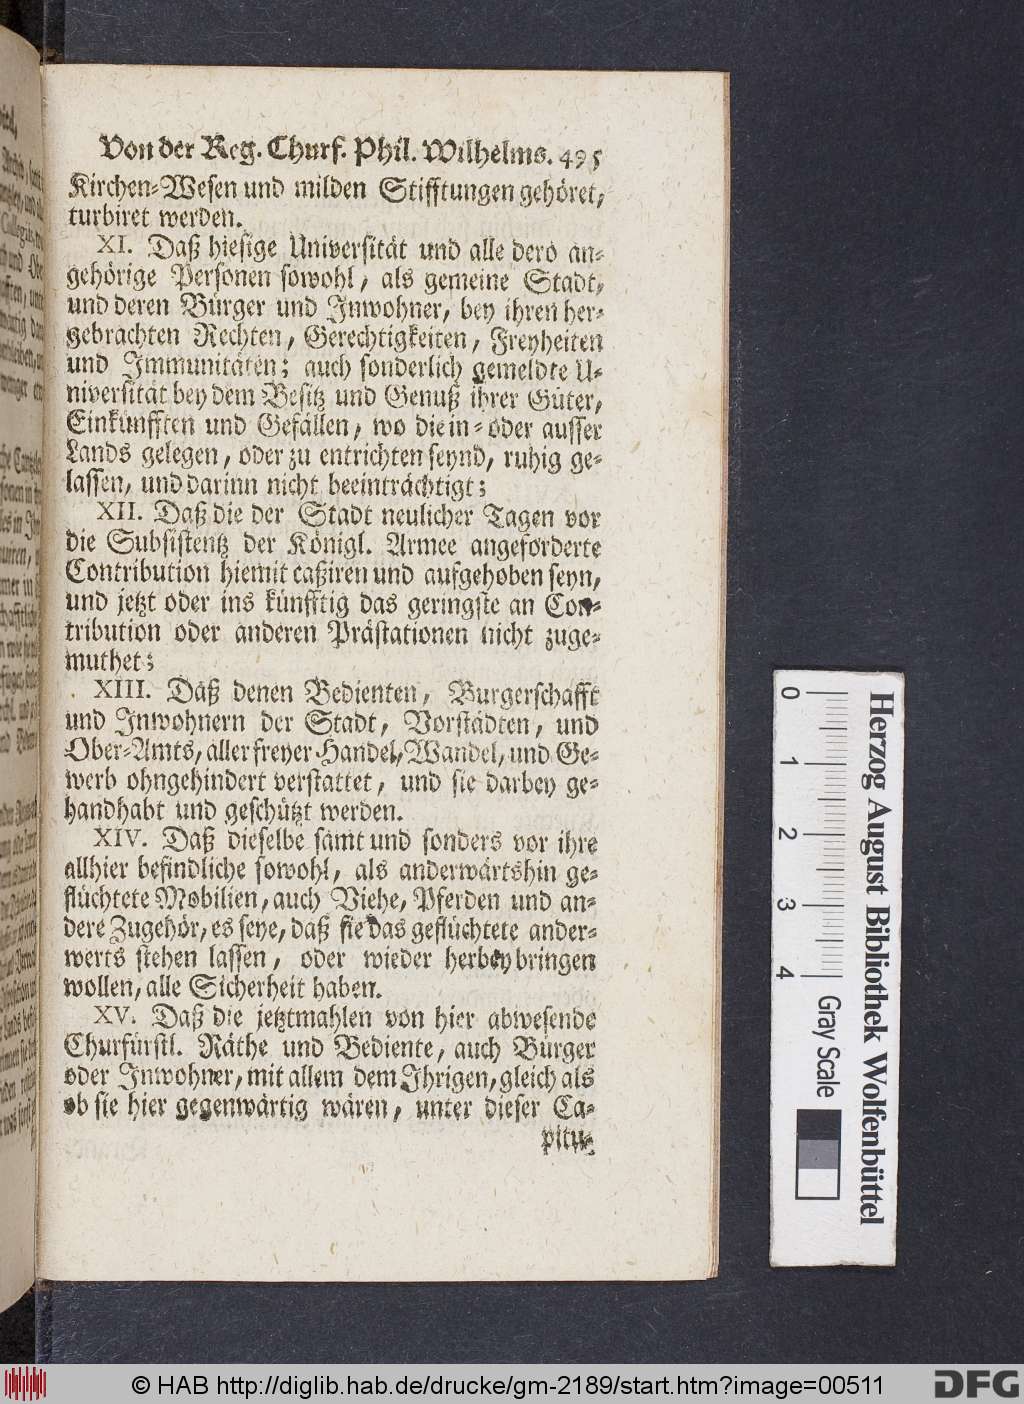 Von der Reg. Churf. Phil. Wilhelms. 495
Kirchen-Wesen und milden Stifftungen gehöret,
turbiret werden.
XI. Daß hiesige Universität und alle dero an-
gehörige Personen sowohl, als gemeine Stadt,
und deren Bürger und Inwohner, bey ihren her-
gebrachten Rechten, Gerechtigkeiten, Freyheiten
und Immunitäten; auch sonderlich gemeldte U-
niversität bey dem Besitz und Genuß ihrer Güter,
Einkünfften und Gefällen, wo die in- oder ausser
Lands gelegen, oder zu entrichten seynd, ruhig ge-
lassen, und darinn nicht beeinträchtigt;
XII. Daß die der Stadt neulicher Tagen vor
die Subsistentz der Königl. Armee angeforderte
Contribution hiemit caßiren und aufgehoben seyn,
und jetzt oder ins künfftig das geringste an Con-
tribution oder anderen Prästationen nicht zuge-
muthet;
XIII. Daß denen Bedienten, Burgerschafft
und Inwohnern der Stadt, Vorstädten, und
Ober-Amts, aller freyer Handel, Wandel, und Ge-
werb ohngehindert verstattet, und sie darbey ge-
handhabt und geschützt werden.
XIV. Daß dieselbe samt und sonders vor ihre
allhier befindliche sowohl, als anderwärtshin ge-
flüchtete Mobilien, auch Viehe, Pferden und an-
dere Zugehör, es seye, daß sie das geflüchtete ander-
werts stehen lassen, oder wieder herbey bringen
wollen, alle Sicherheit haben.
XV. Daß die jetztmahlen von hier abwesende
Churfürstl. Räthe und Bediente, auch Bürger
oder Inwohner, mit allem dem Ihrigen, gleich als
ob sie hier gegenwärtig wären, unter dieser Ca-
pitu-
0 1 2 3 4
Gray Scale
Herzog August Bibliothek Wolfenbüttel
© HAB http://diglib.hab.de/drucke/gm-2189/start.htm?image=00511
DFG